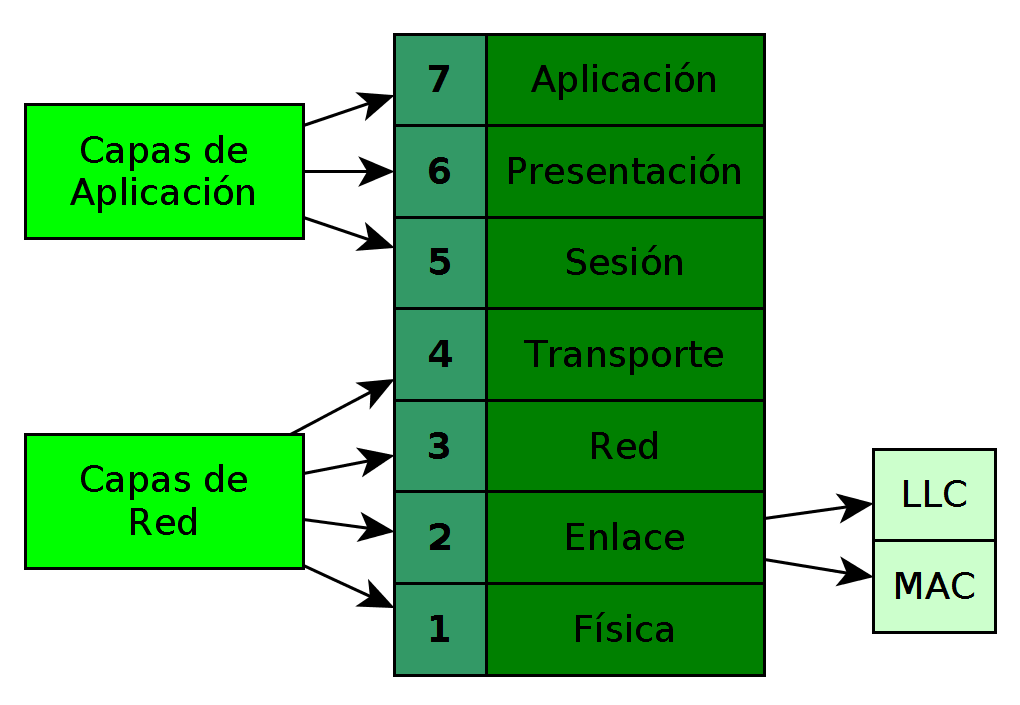 Capas de
Aplicación
Capas de
Red
7 Aplicación
6 Presentación
5 Sesión
4 Transporte
3 Red
2 Enlace
1 Física
LLC
MAC